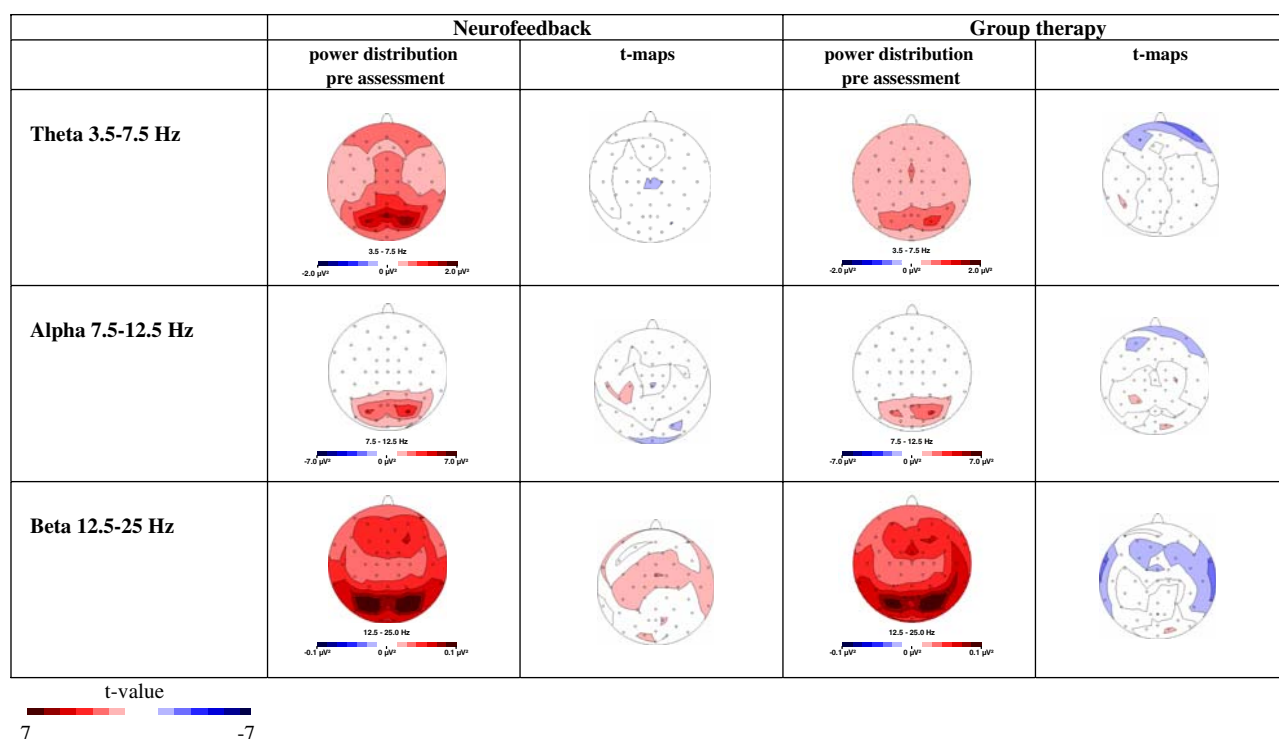 Neurofeedback Group therapy
power distribution pre assessment t-maps power distribution pre assessment t-maps
Theta 3.5-7.5 Hz
3.5 - 7.5 Hz 3.5 - 7.5 Hz
-2.0 µV² 0 µV² 2.0 µV² -2.0 µV² 0 µV² 2.0 µV²
Alpha 7.5-12.5 Hz
7.5 - 12.5 Hz 7.5 - 12.5 Hz
-7.0 µV² 0 µV² 7.0 µV² -7.0 µV² 0 µV² 7.0 µV²
Beta 12.5-25 Hz
12.5 - 25.0 Hz 12.5 - 25.0 Hz
-0.1 µV² 0 µV² 0.1 µV² -0.1 µV² 0 µV² 0.1 µV²
t-value
7 -7